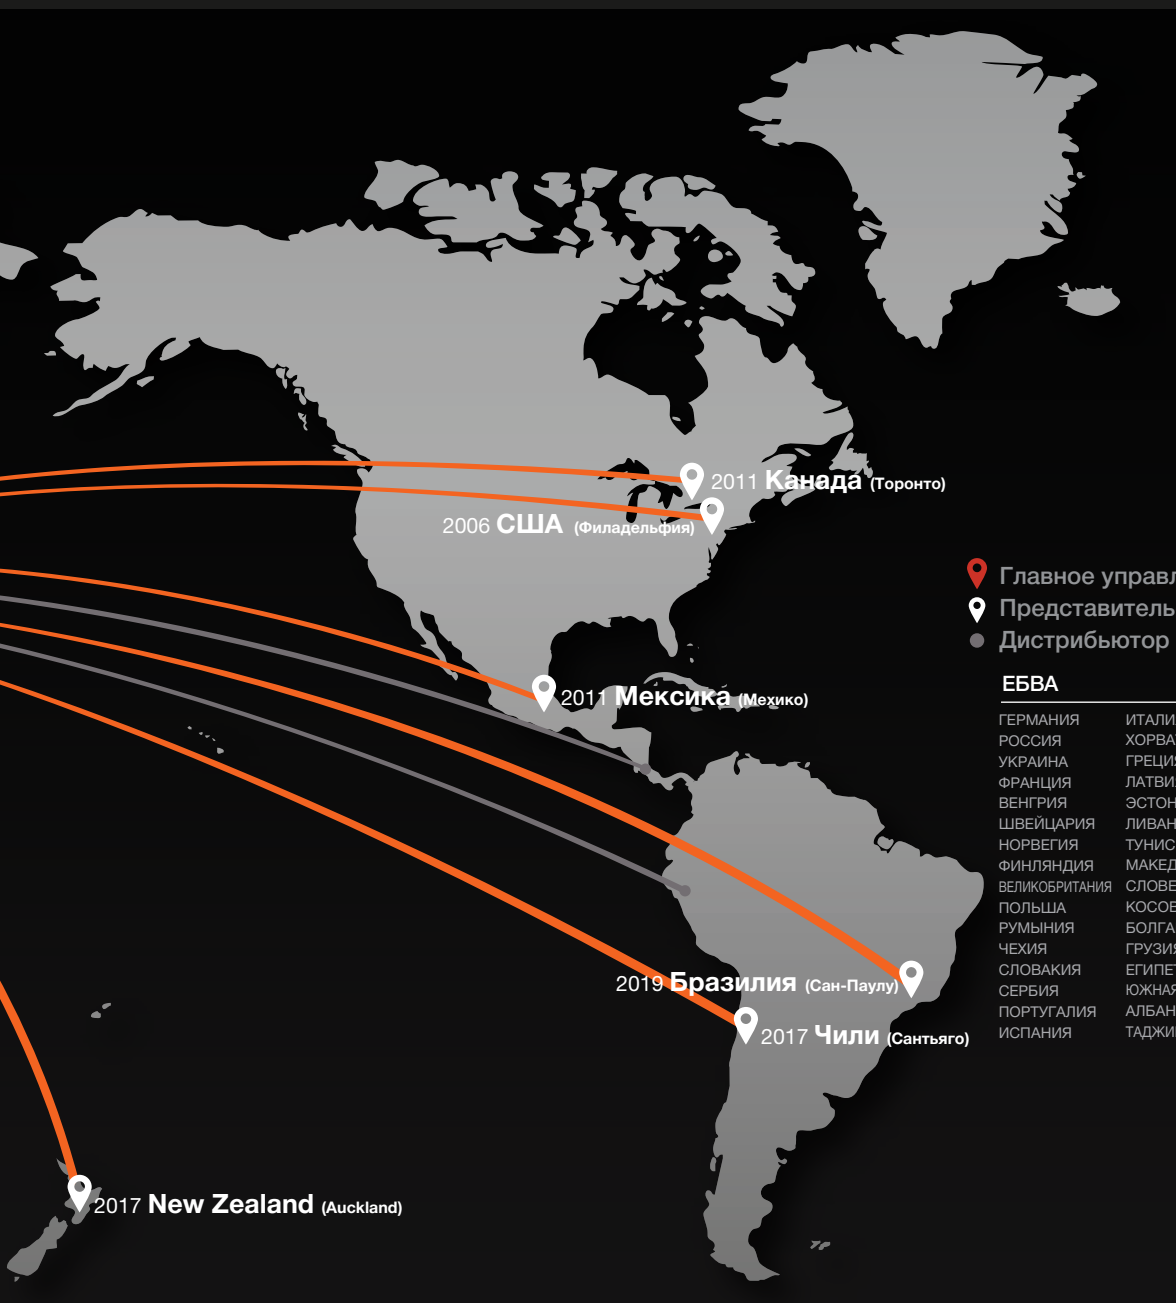 2011 Канада (Торонто)
2006 США (Филадельфия)
Главное управл
Представитель
Дистрибьютор
2011 Мексика (Мехико)
ЕБВА
ГЕРМАНИЯ ИТАЛИ
РОССИЯ ХОРВА
УКРАИНА ГРЕЦИ
ФРАНЦИЯ ЛАТВИ
ВЕНГРИЯ ЭСТОН
ШВЕЙЦАРИЯ ЛИВАН
НОРВЕГИЯ ТУНИС
ФИНЛЯНДИЯ МАКЕД
ВЕЛИКОБРИТАНИЯ СЛОВЕ
ПОЛЬША КОСОВ
РУМЫНИЯ БОЛГА
ЧЕХИЯ ГРУЗИЯ
СЛОВАКИЯ ЕГИПЕТ
СЕРБИЯ ЮЖНАЯ
ПОРТУГАЛИЯ АЛБАН
ИСПАНИЯ ТАДЖИ
2019 Бразилия (Сан-Паулу)
2017 Чили (Сантьяго)
2017 New Zealand (Auckland)